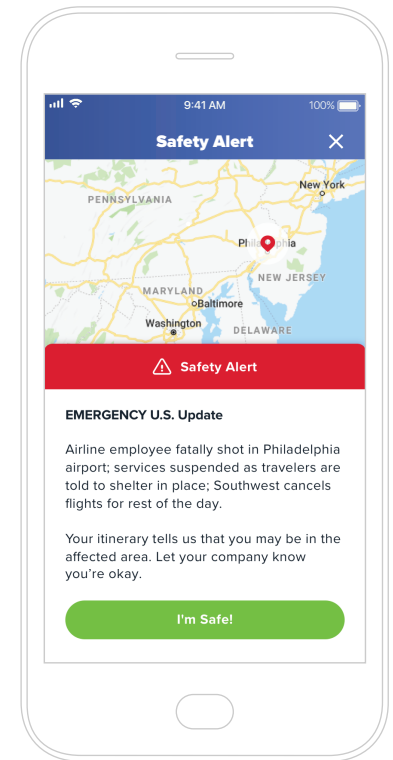 9:41 AM
100%
Safety Alert
New York
PENNSYLVANIA
Philadelphia
NEW JERSEY
MARYLAND
Baltimore
Washington
DELAWARE
Safety Alert
EMERGENCY U.S. Update
Airline employee fatally shot in Philadelphia
airport; services suspended as travelers are
told to shelter in place; Southwest cancels
flights for rest of the day.
Your itinerary tells us that you may be in the
affected area. Let your company know
you're okay.
I'm Safe!